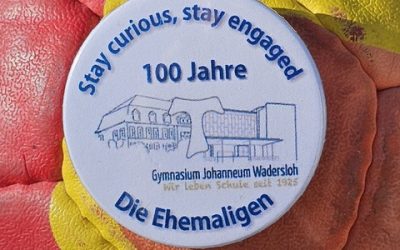 Stay curious, stay engaged
100 Jahre
Gymnasium Johanneum Wadersloh
Wir leben Schule seit 1925
Die Ehemaligen